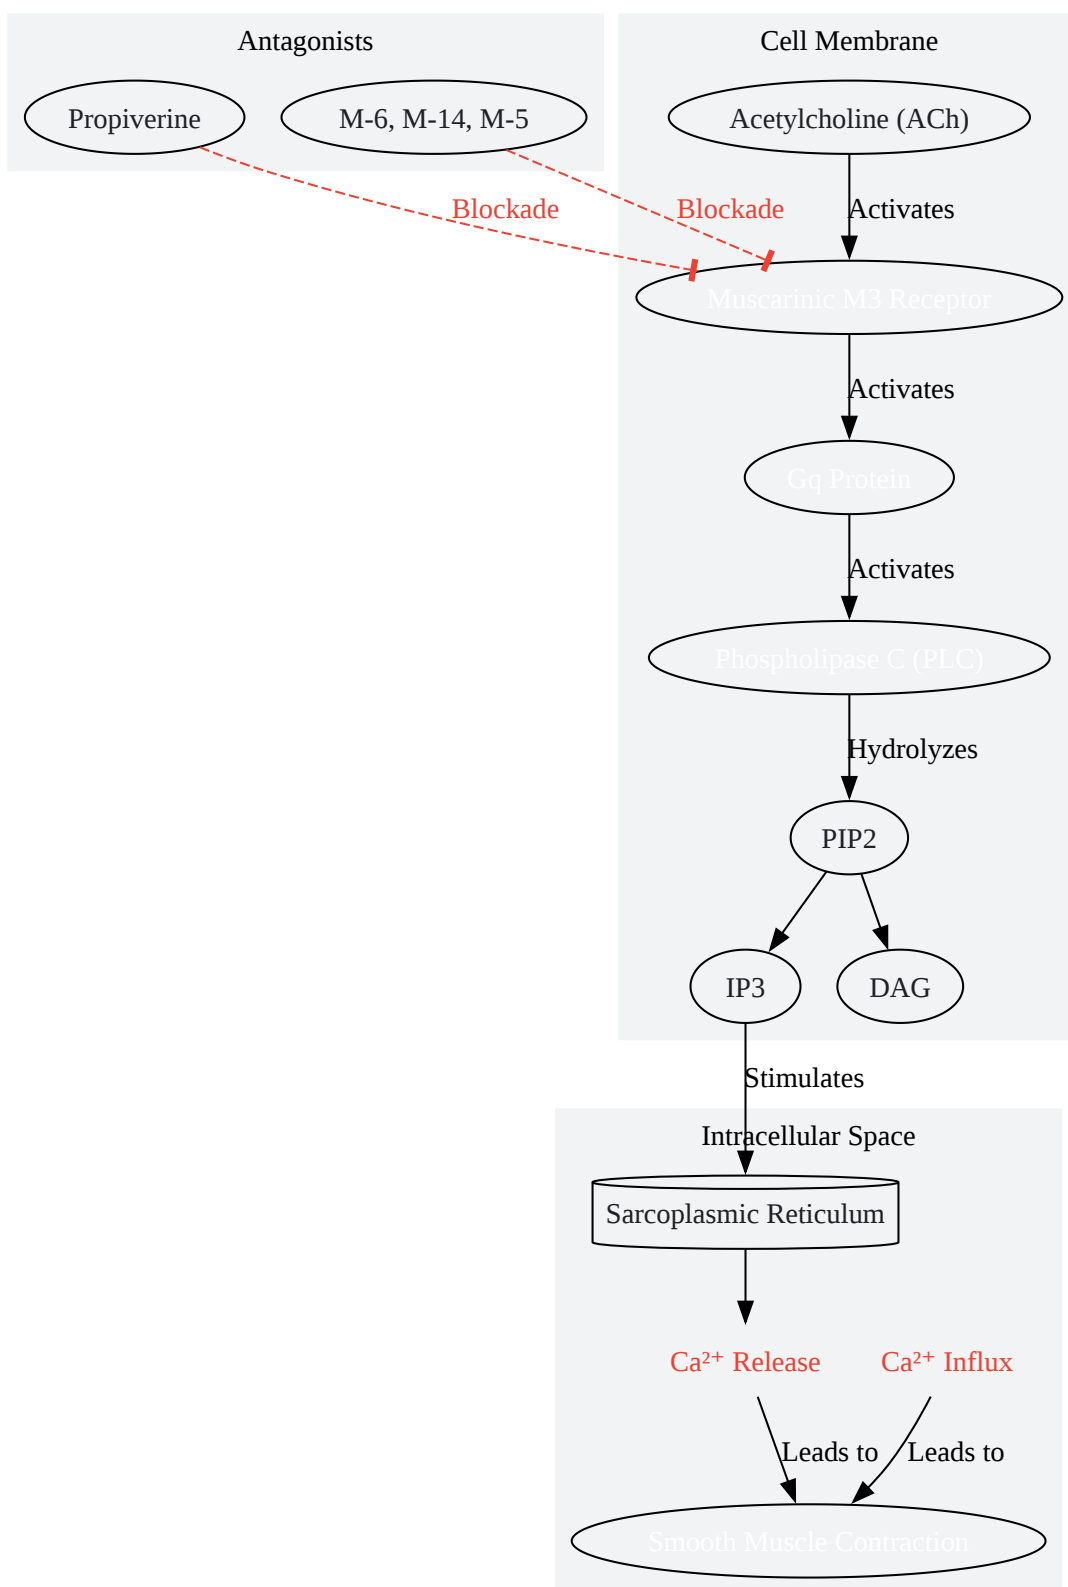 Antagonists
Cell Membrane
Propiverine
M-6, M-14, M-5
Acetylcholine (ACh)
Blockade
Blockade
Activates
Muscarinic M3 Receptor
Activates
Gq Protein
Activates
Phospholipase C (PLC)
Hydrolyzes
PIP2
IP3
DAG
Stimulates
Intracellular Space
Sarcoplasmic Reticulum
Ca²⁺ Release
Ca²⁺ Influx
Leads to
Leads to
Smooth Muscle Contraction